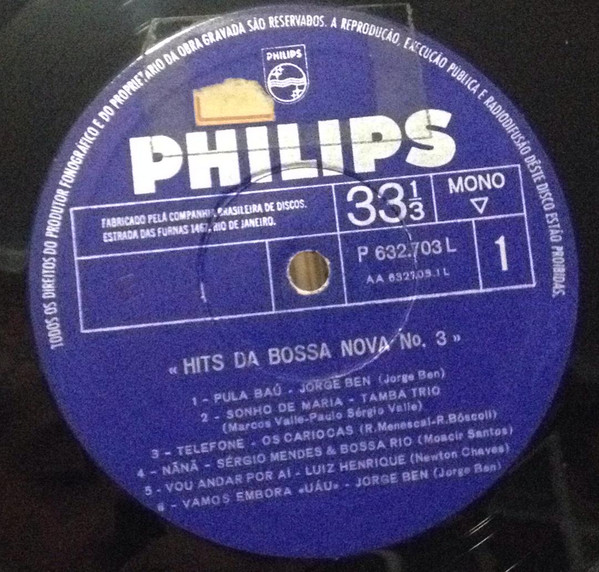 TODOS OS DIREITOS DO PRODUTOR FONOGRÁFICO E DO PROPRIETÁRIO DA OBRA GRAVADA SÃO RESERVADOS. A REPRODUÇÃO, EXECUÇÃO PÚBLICA E RADIODIFUSÃO DÊSTE DISCO ESTÃO PROIBIDAS.
PHILIPS
PHILIPS
FABRICADO PELA COMPANHIA BRASILEIRA DE DISCOS.
ESTRADA DAS FURNAS 1467, RIO DE JANEIRO.
33 1/3
MONO
P 632.703 L
AA 632703.1 L
1
« HITS DA BOSSA NOVA No. 3 »
1 - PULA BAÚ - JORGE BEN (Jorge Ben)
2 - SONHO DE MARIA - TAMBA TRIO
(Marcos Valle-Paulo Sérgio Valle)
3 - TELEFONE - OS CARIOCAS (R.Menescal-R.Bôscoli)
4 - NÃNÃ - SÉRGIO MENDES & BOSSA RIO (Moacir Santos)
5 - VOU ANDAR POR AÍ - LUIZ HENRIQUE (Newton Chaves)
6 - VAMOS EMBORA «UÁU» - JORGE BEN (Jorge Ben)